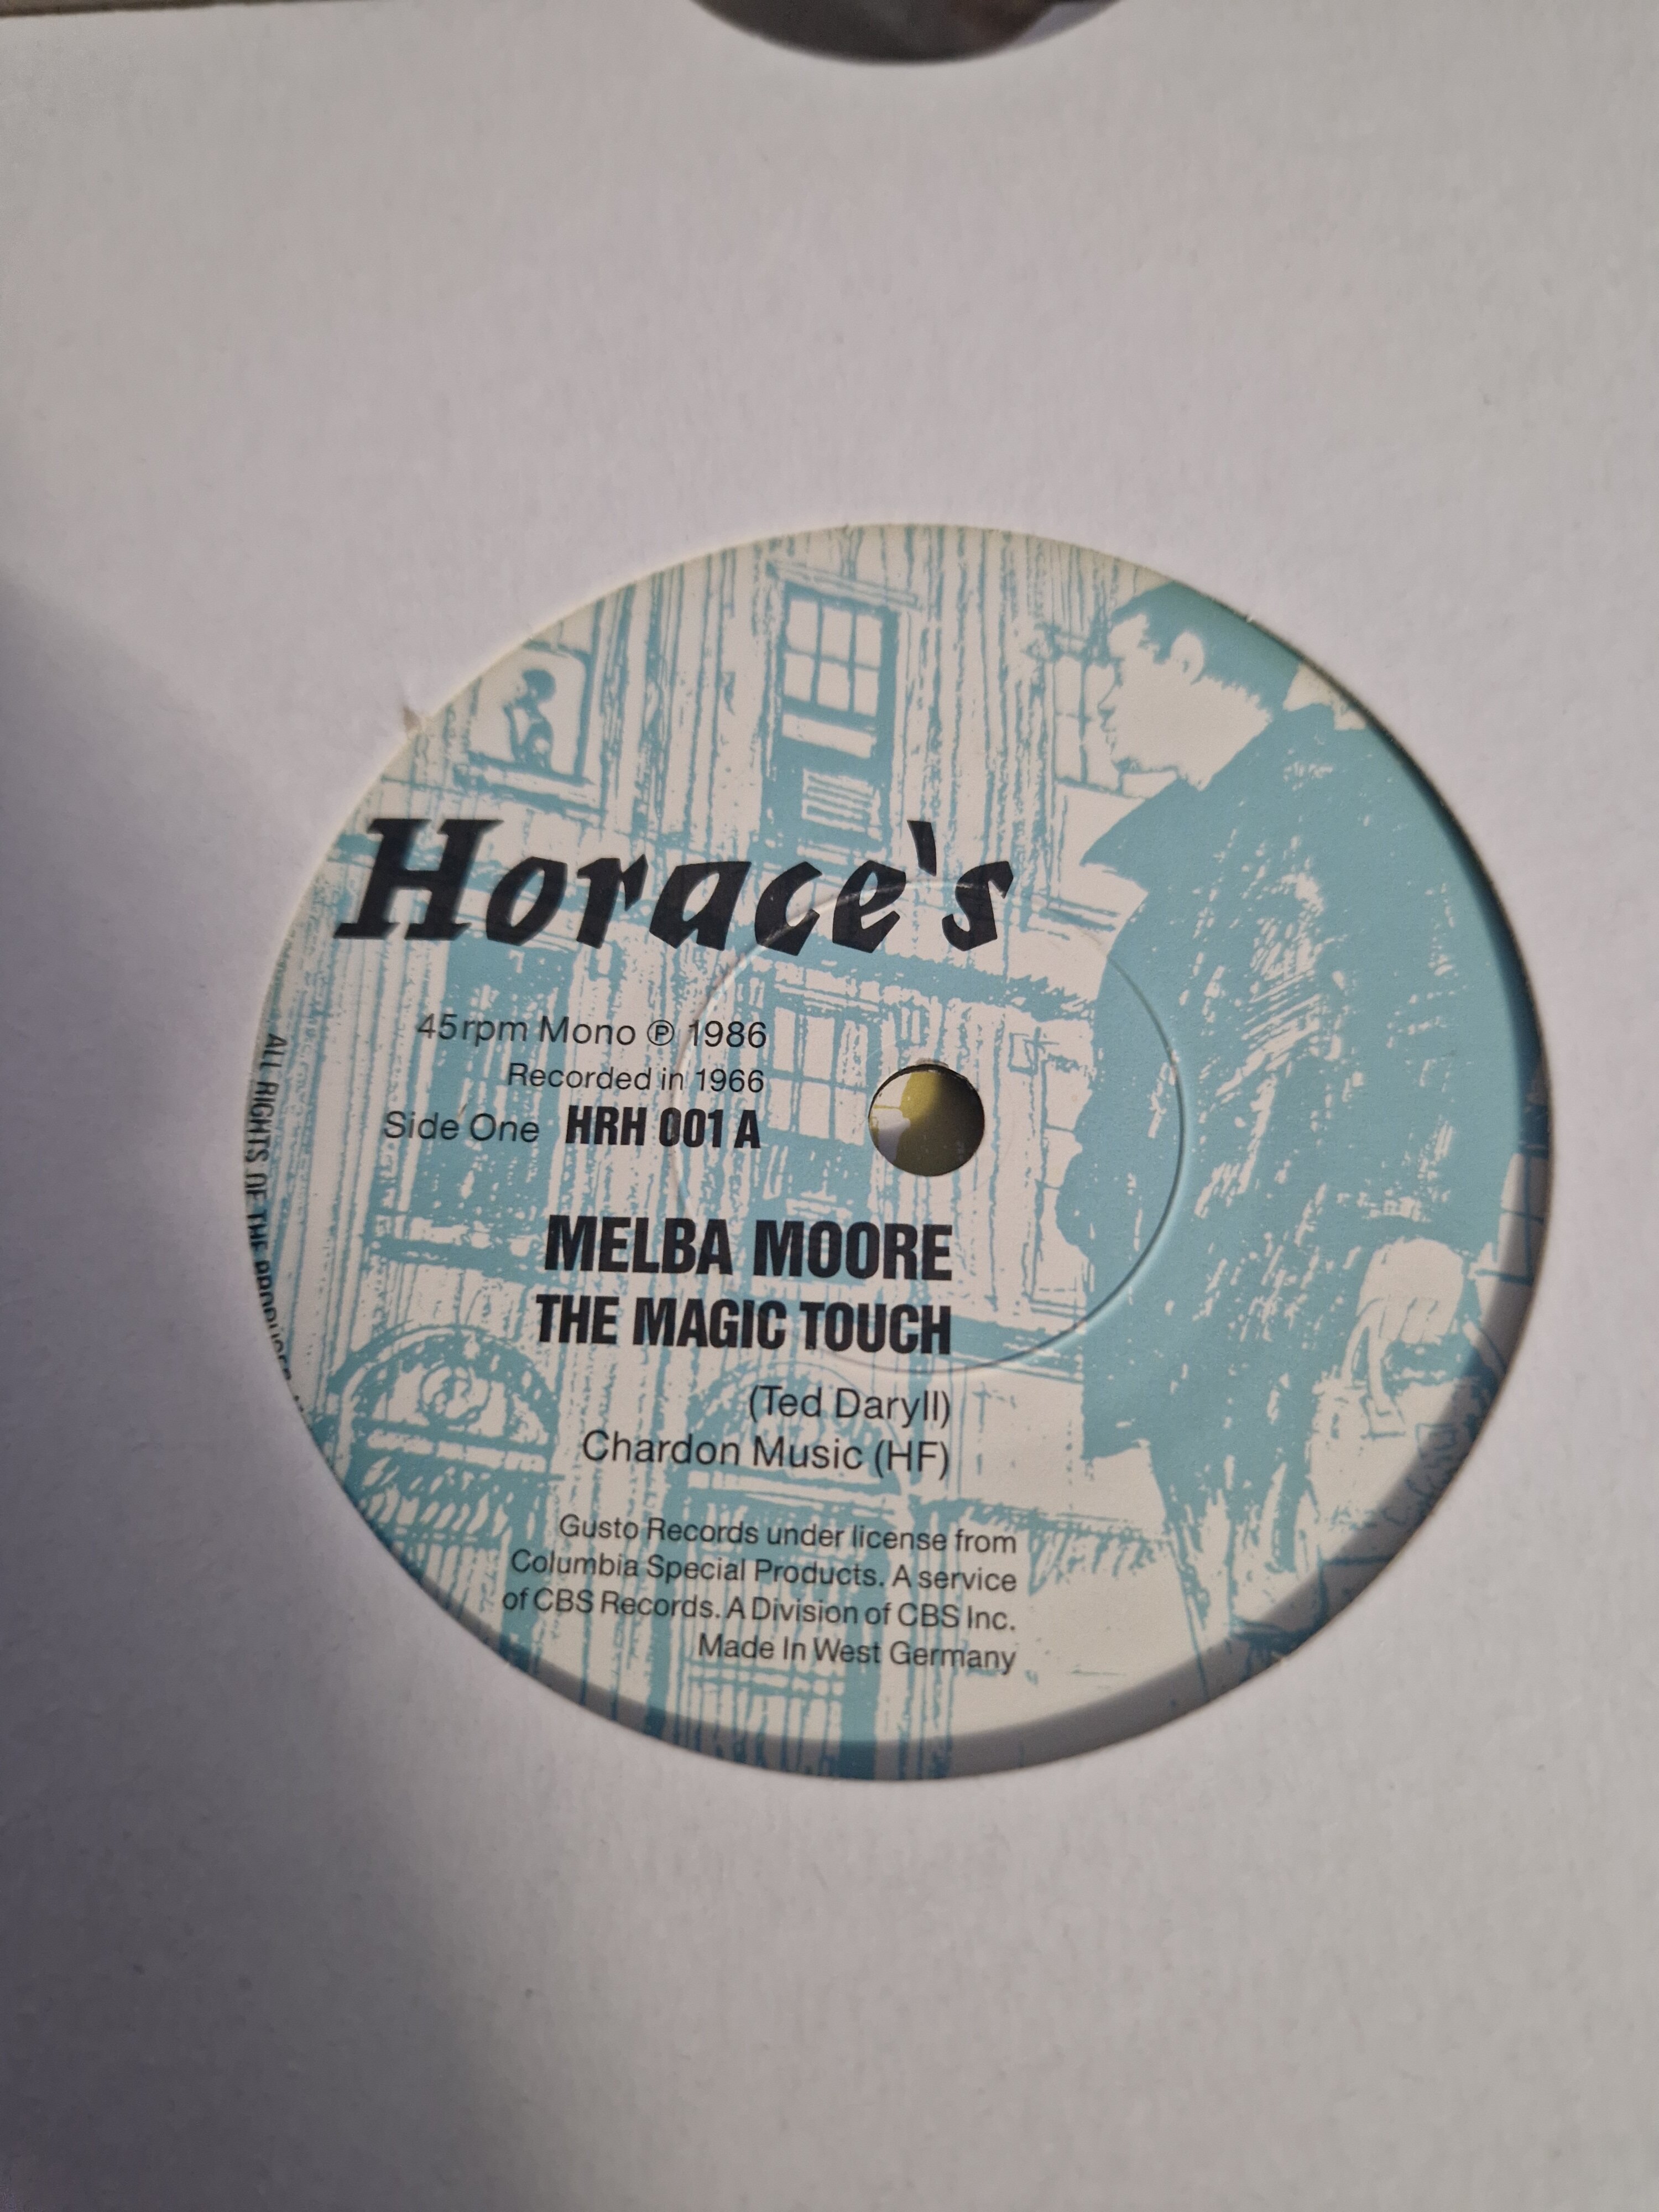 Horace's
45rpm Mono ℗ 1986
Recorded in 1966
Side One HRH 001 A
MELBA MOORE
THE MAGIC TOUCH
(Ted Daryll)
Chardon Music (HF)
Gusto Records under license from
Columbia Special Products. A service
of CBS Records. A Division of CBS Inc.
Made In West Germany
ALL RIGHTS OF THE PRODUCER